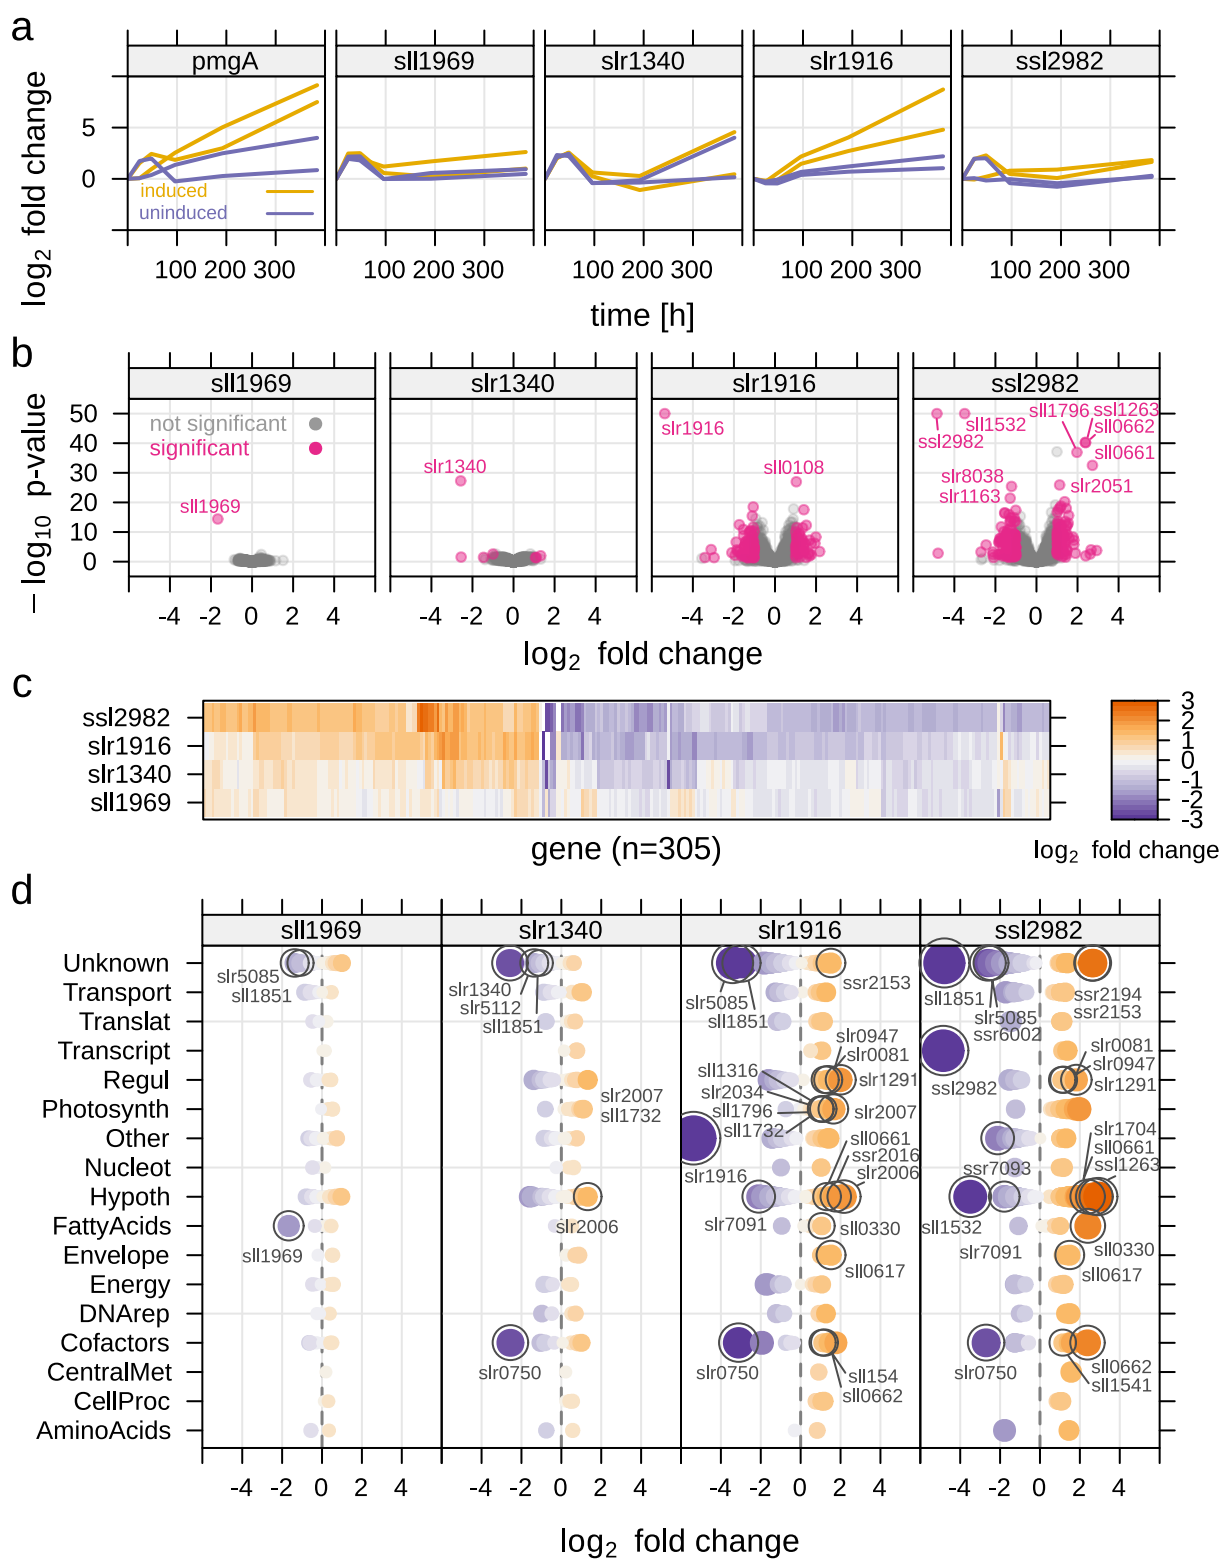 a
pmgA sll1969 slr1340 slr1916 ssl2982
log2 fold change
5
0
induced
uninduced
100 200 300 100 200 300 100 200 300 100 200 300 100 200 300
time [h]
b
sll1969 slr1340 slr1916 ssl2982
− log10 p-value
50
40
30
20
10
0
not significant
significant
sll1969
slr1340
slr1916
sll0108
ssl2982
sll1532
sll1796
ssl1263
sll0662
sll0661
slr8038
slr1163
slr2051
-4 -2 0 2 4 -4 -2 0 2 4 -4 -2 0 2 4 -4 -2 0 2 4
log2 fold change
c
ssl2982
slr1916
slr1340
sll1969
gene (n=305)
3
2
1
0
-1
-2
-3
log2 fold change
d
sll1969 slr1340 slr1916 ssl2982
Unknown
Transport
Translat
Transcript
Regul
Photosynth
Other
Nucleot
Hypoth
FattyAcids
Envelope
Energy
DNArep
Cofactors
CentralMet
CellProc
AminoAcids
slr5085
sll1851
sll1969
slr1340
slr5112
sll1851
slr2007
sll1732
slr2006
slr0750
slr5085
sll1851
ssr2153
slr0947
slr0081
sll1316
slr2034
slr1291
sll1796
sll1732
slr2007
slr1916
sll0661
ssr2016
slr2006
slr7091
sll0330
sll0617
slr0750
sll154
sll0662
sll1851
slr5085
ssr6002
ssr2194
ssr2153
ssl2982
slr0081
slr0947
slr1291
ssr7093
slr1704
sll0661
ssl1263
sll1532
slr7091
sll0330
sll0617
slr0750
sll0662
sll1541
-4 -2 0 2 4 -4 -2 0 2 4 -4 -2 0 2 4 -4 -2 0 2 4
log2 fold change